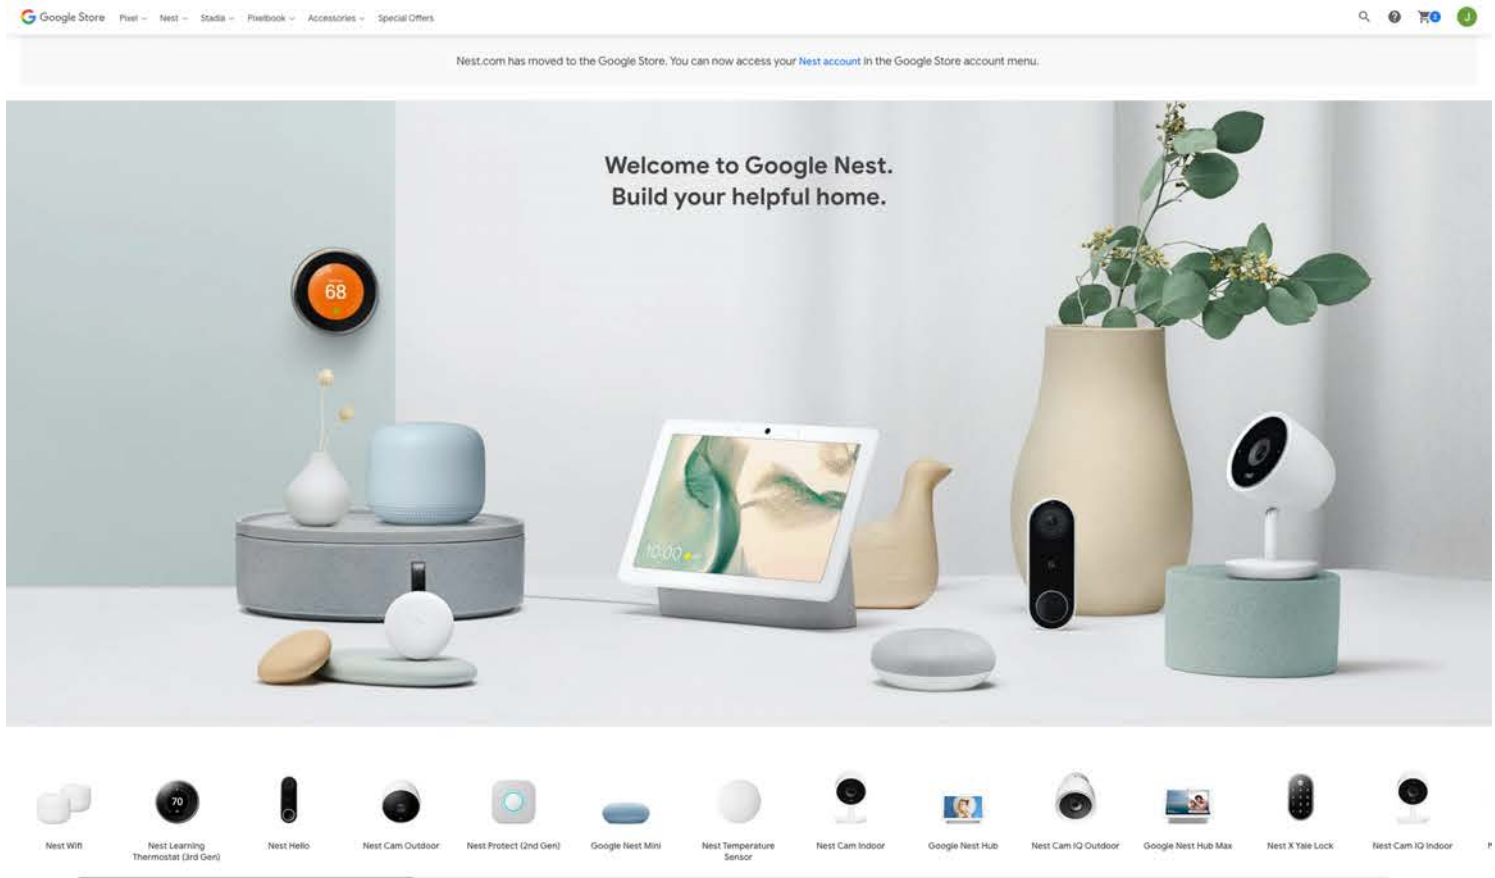 Google Store Pixel Nest Stadia Pixelbook Accessories Special Offers
2 J
Nest.com has moved to the Google Store. You can now access your Nest account in the Google Store account menu.
Welcome to Google Nest.
Build your helpful home.
68
10:00
70
Nest Wifi
Nest Learning
Thermostat (3rd Gen)
Nest Hello
Nest Cam Outdoor
Nest Protect (2nd Gen)
Google Nest Mini
Nest Temperature
Sensor
Nest Cam Indoor
Google Nest Hub
Nest Cam IQ Outdoor
Google Nest Hub Max
Nest X Yale Lock
Nest Cam IQ Indoor